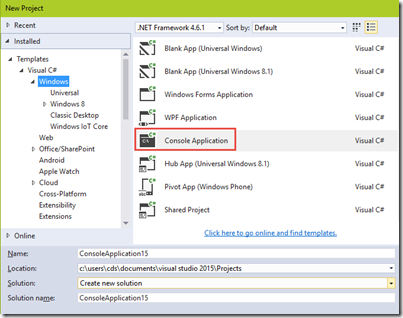 New Project
Recent
.NET Framework 4.6.1 Sort by: Default
Installed
Templates
Visual C#
Windows
Universal
Windows 8
Classic Desktop
Windows IoT Core
Web
Office/SharePoint
Android
Apple Watch
Cloud
Cross-Platform
Extensibility
Extensions
Online
Blank App (Universal Windows) Visual C#
Blank App (Universal Windows 8.1) Visual C#
Windows Forms Application Visual C#
WPF Application Visual C#
Console Application Visual C#
Hub App (Universal Windows 8.1) Visual C#
Pivot App (Windows Phone) Visual C#
Shared Project Visual C#
Click here to go online and find templates.
Name: ConsoleApplication15
Location: c:\users\cds\documents\visual studio 2015\Projects
Solution: Create new solution
Solution name: ConsoleApplication15